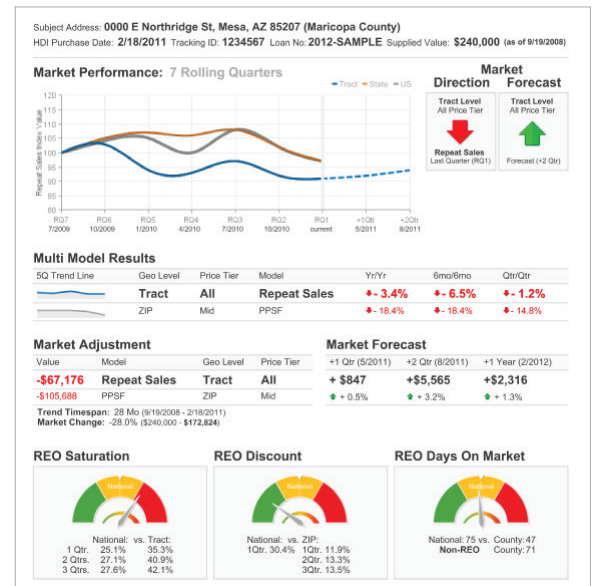 Subject Address: 0000 E Northridge St, Mesa, AZ 85207 (Maricopa County)
HDI Purchase Date: 2/18/2011 Tracking ID: 1234567 Loan No: 2012-SAMPLE Supplied Value: $240,000 (as of 9/19/2008)
Market Performance: 7 Rolling Quarters
Tract State US
Repeat Sales Index Value
120
115
110
105
100
95
90
85
80
RQ7 RQ6 RQ5 RQ4 RQ3 RQ2 RQ1 +1Qtr +2Qtr
7/2009 10/2009 1/2010 4/2010 7/2010 10/2010 current 5/2011 8/2011
Market
Direction Forecast
Tract Level Tract Level
All Price Tier All Price Tier
Repeat Sales
Last Quarter (RQ1) Forecast (+2 Qtr)
Multi Model Results
5Q Trend Line Geo Level Price Tier Model Yr/Yr 6mo/6mo Qtr/Qtr
Tract All Repeat Sales - 3.4% - 6.5% - 1.2%
ZIP Mid PPSF - 18.4% - 18.4% - 14.8%
Market Adjustment
Value Model Geo Level Price Tier
-$67,176 Repeat Sales Tract All
-$105,688 PPSF ZIP Mid
Trend Timespan: 28 Mo (9/19/2008 - 2/18/2011)
Market Change: -28.0% ($240,000 - $172,824)
Market Forecast
+1 Qtr (5/2011) +2 Qtr (8/2011) +1 Year (2/2012)
+ $847 +$5,565 +$2,316
+ 0.5% + 3.2% + 1.3%
REO Saturation
National
National: vs. Tract:
1 Qtr. 25.1% 35.3%
2 Qtrs. 27.1% 40.9%
3 Qtrs. 27.6% 42.1%
REO Discount
National
National: vs. ZIP:
1Qtr. 30.4% 1Qtr. 11.9%
2Qtr. 13.3%
3Qtr. 13.5%
REO Days On Market
National
National: 75 vs. County: 47
Non-REO County: 71